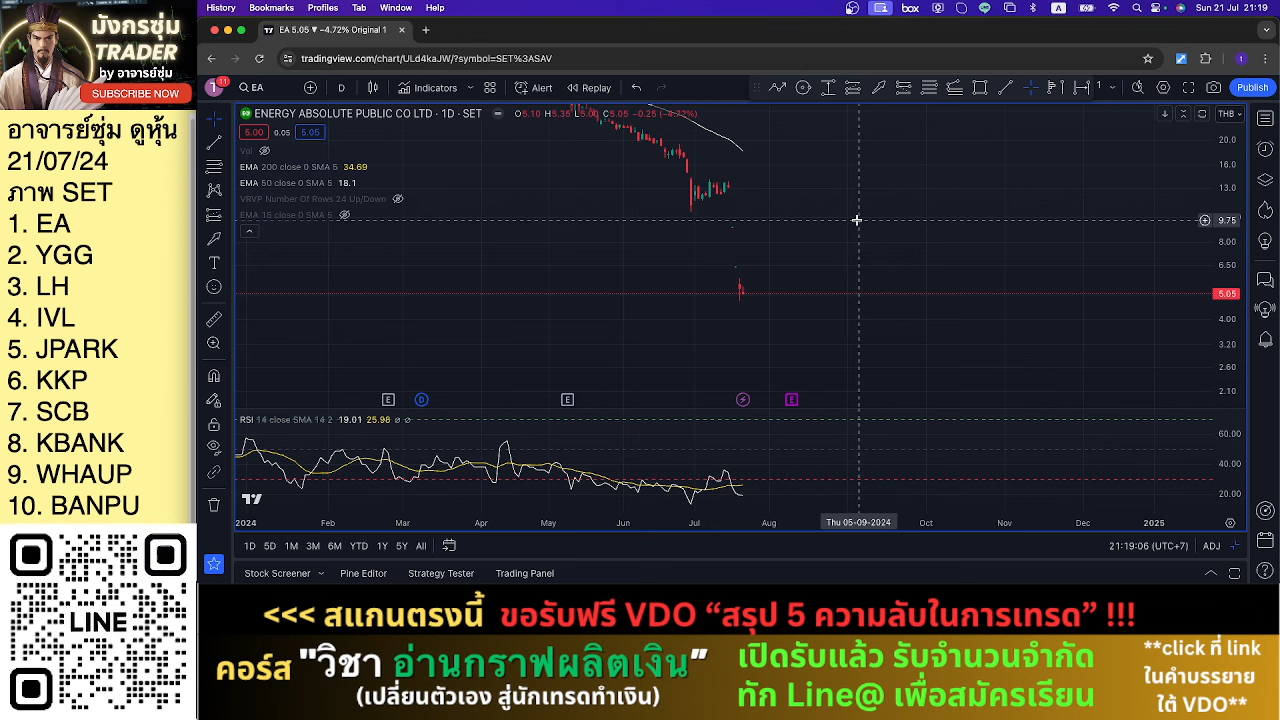 History Bookmarks Profiles Tab Window Help
A
Sun 21 Jul 21:19
มังกรซุ่ม
TRADER
by อาจารย์ซุ่ม
SUBSCRIBE NOW
อาจารย์ซุ่ม ดูหุ้น
21/07/24
ภาพ SET
1. EA
2. YGG
3. LH
4. IVL
5. JPARK
6. KKP
7. SCB
8. KBANK
9. WHAUP
10. BANPU
LINE
EA 5.05 ▼ −4.72% Original 1
tradingview.com/chart/ULd4kaJW/?symbol=SET%3ASAV
11
EA
D
Indicators
Alert
Replay
Publish
ENERGY ABSOLUTE PUBLIC CO LTD · 1D · SET O5.10 H5.35 L5.00 C5.05 −0.25 (−4.72%)
THB
5.00 0.05 5.05
Vol
EMA 200 close 0 SMA 5 34.69
EMA 50 close 0 SMA 5 18.1
VRVP Number Of Rows 24 Up/Down
EMA 15 close 0 SMA 5
20.0
16.0
13.0
9.75
8.00
6.50
5.05
4.00
3.20
2.60
2.10
E D E E
RSI 14 close SMA 14 2 19.01 25.98 ∅ ∅
60.00
40.00
20.00
2024 Feb Mar Apr May Jun Jul Aug Thu 05-09-2024 Oct Nov Dec 2025
1D 5D 1M 3M 6M YTD 1Y 5Y All
21:19:06 (UTC+7) ADJ
Stock Screener Pine Editor Strategy Tester Trading Panel
<<< สแกนตรงนี้ ขอรับฟรี VDO “สรุป 5 ความลับในการเทรด” !!!
คอร์ส "วิชา อ่านกราฟผลิตเงิน"
(เปลี่ยนตัวเอง สู่นักเทรดทำเงิน)
เปิดรับแล้ว รับจำนวนจำกัด
ทัก Line@ เพื่อสมัครเรียน
**click ที่ link
ในคำบรรยาย
ใต้ VDO**